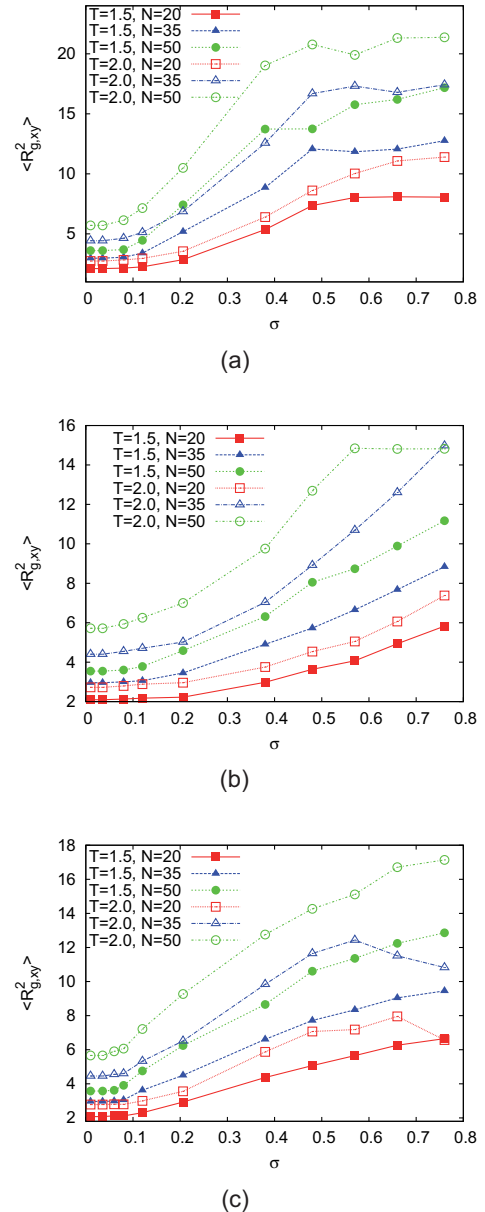 T=1.5, N=20
T=1.5, N=35
T=1.5, N=50
T=2.0, N=20
T=2.0, N=35
T=2.0, N=50
20
15
10
5
<R²g,xy>
0 0.1 0.2 0.3 0.4 0.5 0.6 0.7 0.8
σ
(a)
16
14
12
10
8
6
4
2
T=1.5, N=20
T=1.5, N=35
T=1.5, N=50
T=2.0, N=20
T=2.0, N=35
T=2.0, N=50
<R²g,xy>
0 0.1 0.2 0.3 0.4 0.5 0.6 0.7 0.8
σ
(b)
18
16
14
12
10
8
6
4
2
T=1.5, N=20
T=1.5, N=35
T=1.5, N=50
T=2.0, N=20
T=2.0, N=35
T=2.0, N=50
<R²g,xy>
0 0.1 0.2 0.3 0.4 0.5 0.6 0.7 0.8
σ
(c)